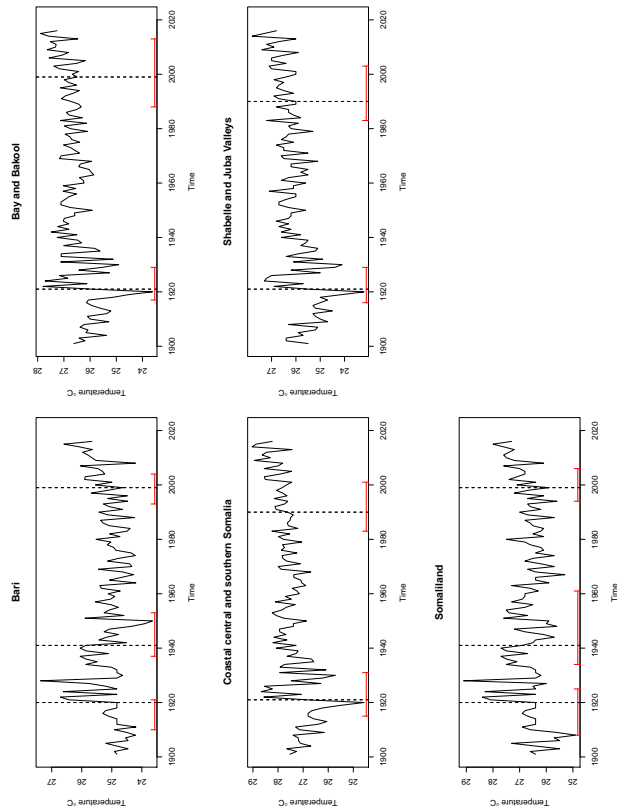 Bari
Temperature °C
27
26
25
24
1900 1920 1940 1960 1980 2000 2020
Time
Bay and Bakool
Temperature °C
28
27
26
25
24
1900 1920 1940 1960 1980 2000 2020
Time
Coastal central and southern Somalia
Temperature °C
29
28
27
26
25
1900 1920 1940 1960 1980 2000 2020
Time
Shabelle and Juba Valleys
Temperature °C
27
26
25
24
1900 1920 1940 1960 1980 2000 2020
Time
Somaliland
Temperature °C
28
27
26
25
1900 1920 1940 1960 1980 2000 2020
Time